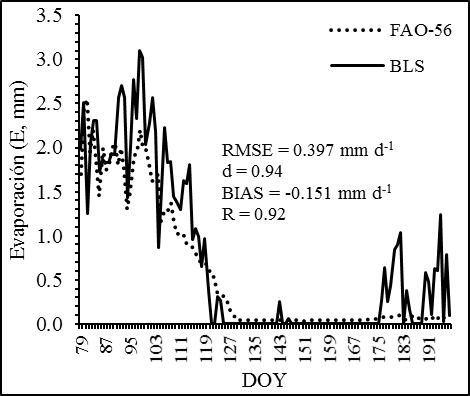 FAO-56
BLS
RMSE = 0.397 mm d-1
d = 0.94
BIAS = -0.151 mm d-1
R = 0.92
Evaporación (E, mm)
3.5
3.0
2.5
2.0
1.5
1.0
0.5
0.0
79 87 95 103 111 119 127 135 143 151 159 167 175 183 191
DOY